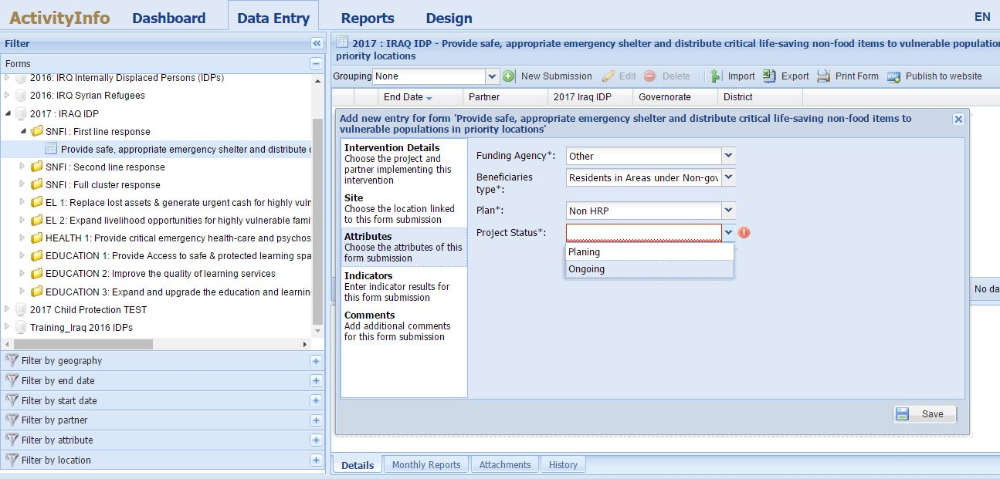 ActivityInfo Dashboard Data Entry Reports Design EN
Filter
Forms
2016: IRQ Internally Displaced Persons (IDPs)
2016: IRQ Syrian Refugees
2017 : IRAQ IDP
SNFI : First line response
Provide safe, appropriate emergency shelter and distribute c
SNFI : Second line response
SNFI : Full cluster response
EL 1: Replace lost assets & generate urgent cash for highly vuln
EL 2: Expand livelihood opportunities for highly vulnerable fami
HEALTH 1: Provide critical emergency health-care and psychos
EDUCATION 1: Provide Access to safe & protected learning spa
EDUCATION 2: Improve the quality of learning services
EDUCATION 3: Expand and upgrade the education and learnin
2017 Child Protection TEST
Training_Iraq 2016 IDPs
Filter by geography
Filter by end date
Filter by start date
Filter by partner
Filter by attribute
Filter by location
2017 : IRAQ IDP - Provide safe, appropriate emergency shelter and distribute critical life-saving non-food items to vulnerable population
priority locations
Grouping None New Submission Edit Delete Import Export Print Form Publish to website
End Date Partner 2017 Iraq IDP Governorate District
Add new entry for form 'Provide safe, appropriate emergency shelter and distribute critical life-saving non-food items to
vulnerable populations in priority locations'
Intervention Details
Choose the project and
partner implementing this
intervention
Site
Choose the location linked
to this form submission
Attributes
Choose the attributes of this
form submission
Indicators
Enter indicator results for
this form submission
Comments
Add additional comments
for this form submission
Funding Agency*: Other
Beneficiaries
type*: Residents in Areas under Non-gov
Plan*: Non HRP
Project Status*:
Planing
Ongoing
No da
Save
Details Monthly Reports Attachments History